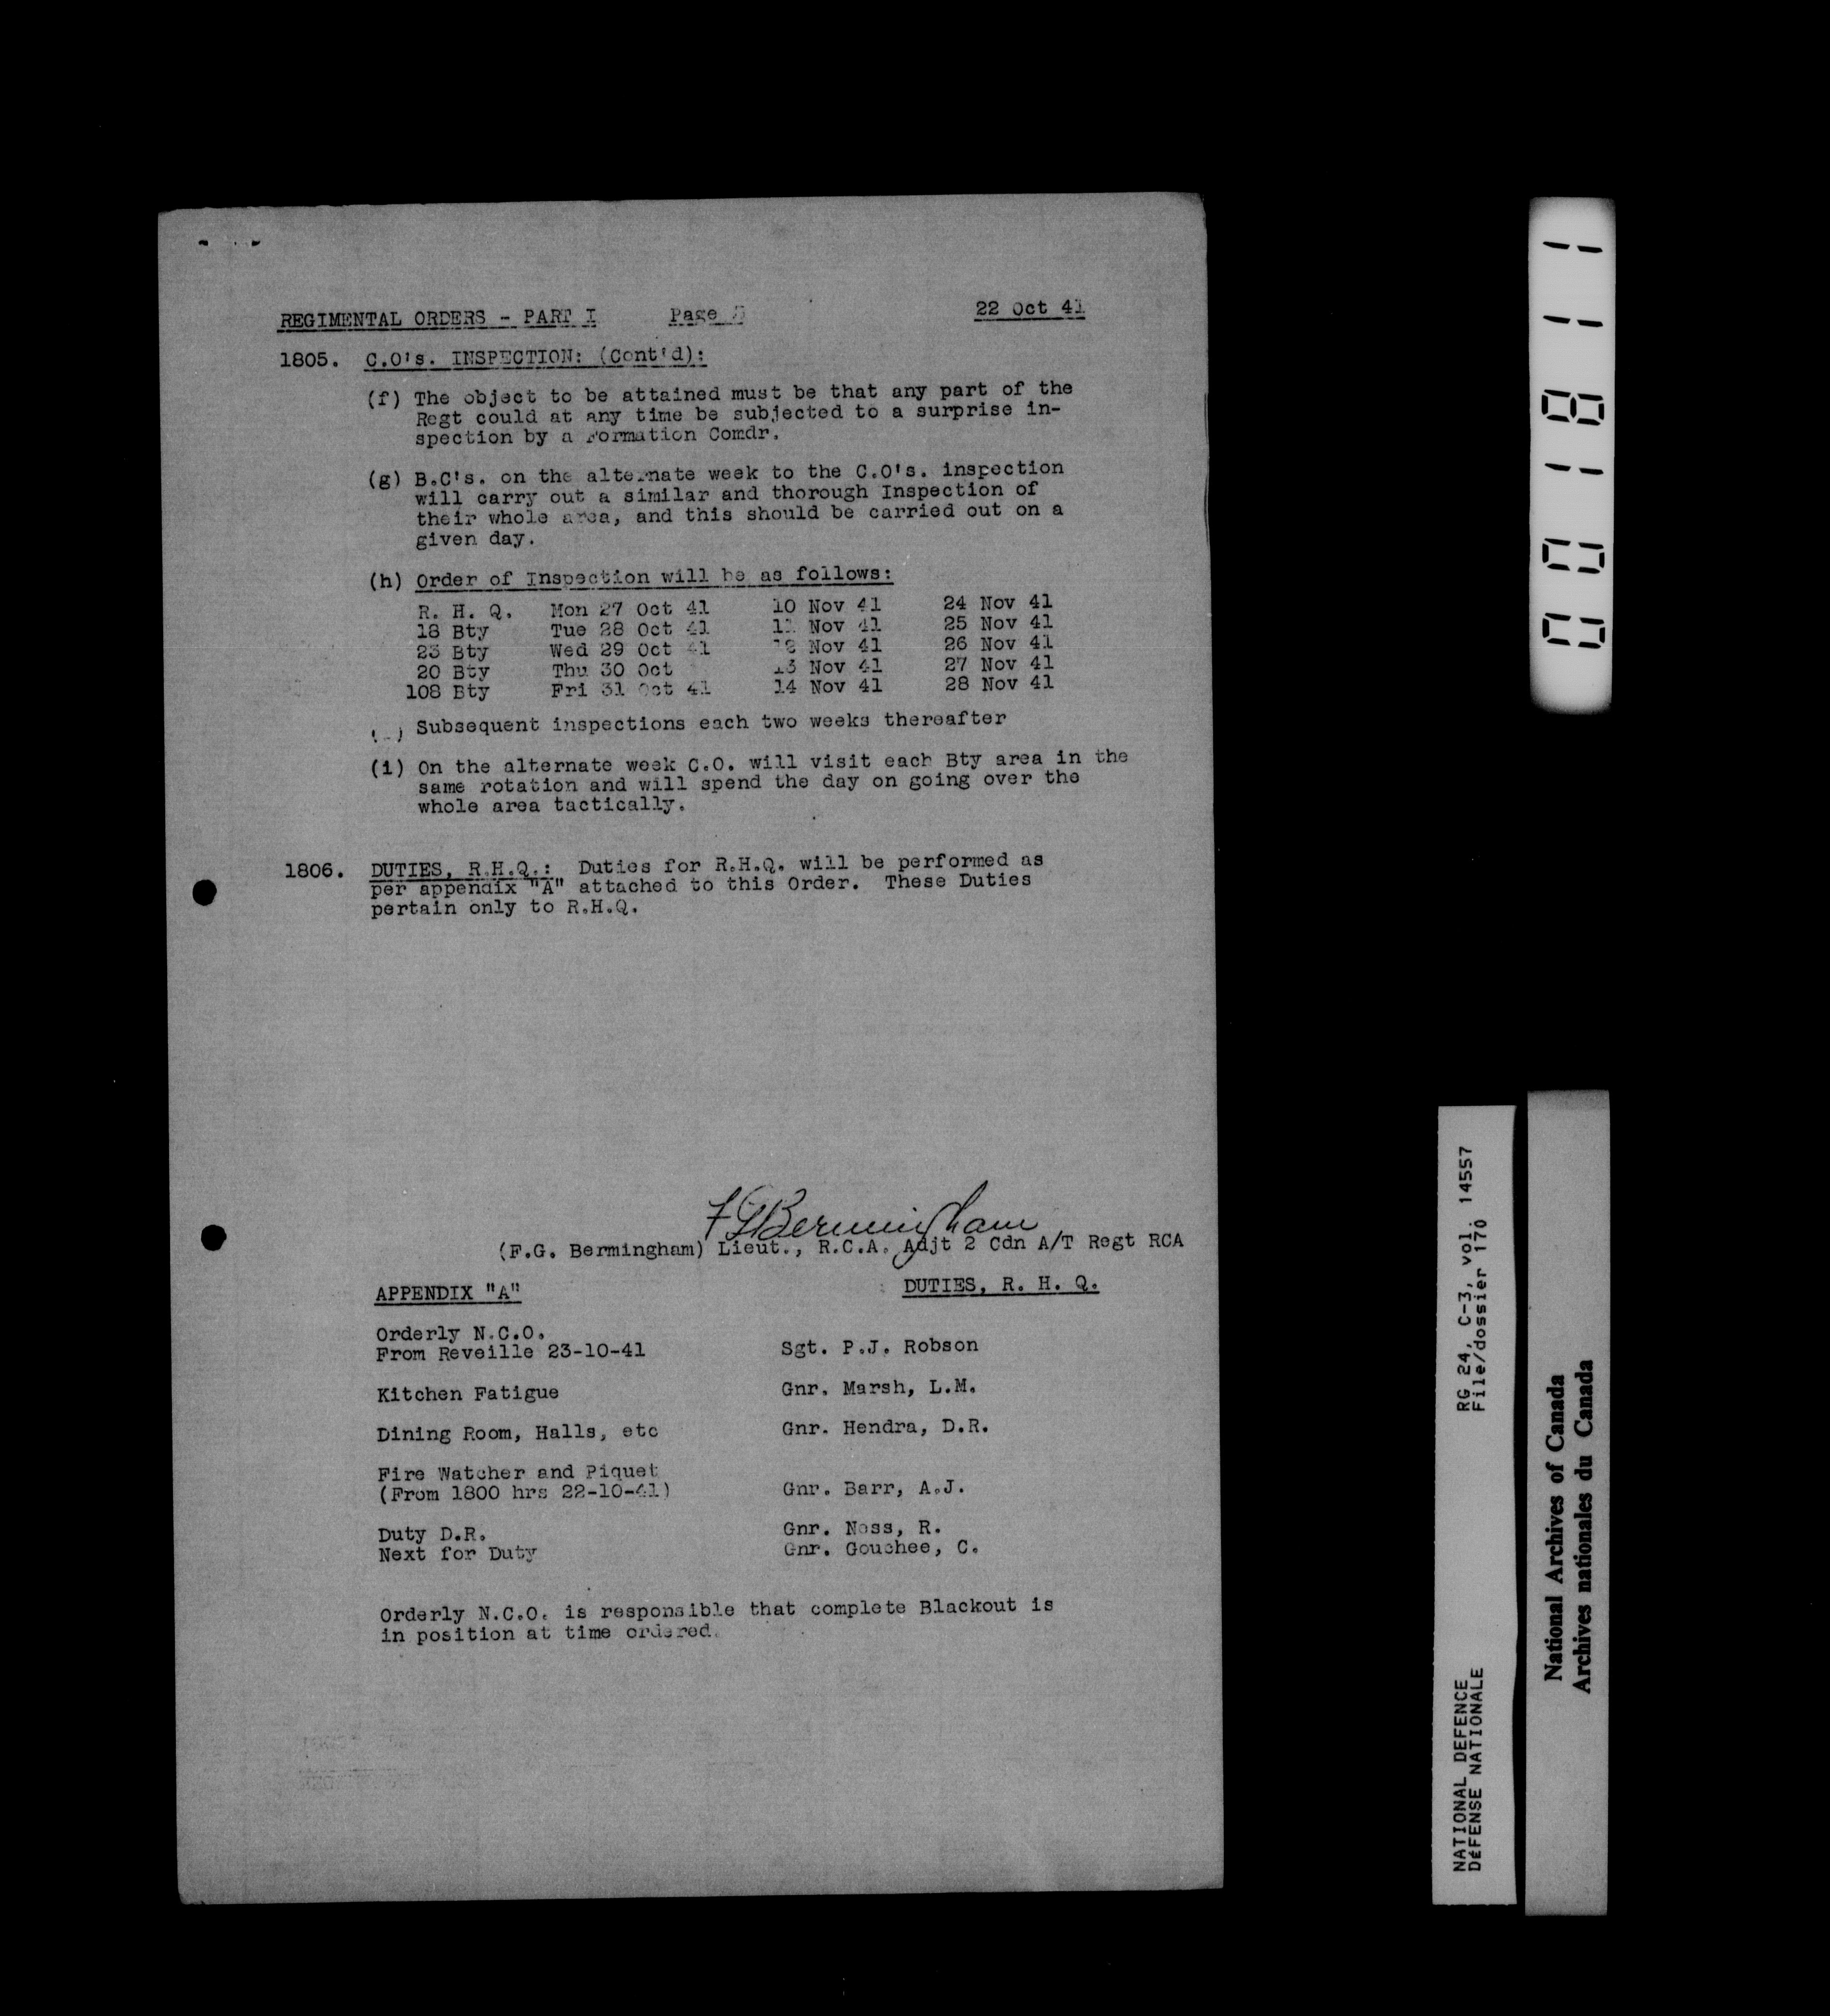 REGIMENTAL ORDERS - PART I Page 22 Oct 41
1805. C.O's. INSPECTION: (Cont'd):
(f) The object to be attained must be that any part of the
Regt could at any time be subjected to a surprise in-
spection by a Formation Comdr.
(g) B.C's. on the alternate week to the C.O's. inspection
will carry out a similar and thorough Inspection of
their whole area, and this should be carried out on a
given day.
(h) Order of Inspection will be as follows:
R. H. Q. Mon 27 Oct 41 10 Nov 41 24 Nov 41
18 Bty Tue 28 Oct 41 11 Nov 41 25 Nov 41
23 Bty Wed 29 Oct 41 12 Nov 41 26 Nov 41
20 Bty Thu 30 Oct 13 Nov 41 27 Nov 41
108 Bty Fri 31 Oct 41 14 Nov 41 28 Nov 41
Subsequent inspections each two weeks thereafter
(i) On the alternate week C.O. will visit each Bty area in the
same rotation and will spend the day on going over the
whole area tactically.
1806. DUTIES, R.H.Q.: Duties for R.H.Q. will be performed as
per appendix "A" attached to this Order. These Duties
pertain only to R.H.Q.
FGBermingham
(F.G. Bermingham) Lieut., R.C.A. Adjt 2 Cdn A/T Regt RCA
APPENDIX "A" DUTIES, R. H. Q.
Orderly N.C.O.
From Reveille 23-10-41 Sgt. P.J. Robson
Kitchen Fatigue Gnr. Marsh, L.M.
Dining Room, Halls, etc Gnr. Hendra, D.R.
Fire Watcher and Piquet
(From 1800 hrs 22-10-41) Gnr. Barr, A.J.
Duty D.R. Gnr. Noss, R.
Next for Duty Gnr. Gouchee, C.
Orderly N.C.O. is responsible that complete Blackout is
in position at time ordered.
001811
RG 24, C-3, vol. 14557
File/dossier 170
NATIONAL DEFENCE
DÉFENSE NATIONALE
National Archives of Canada
Archives nationales du Canada